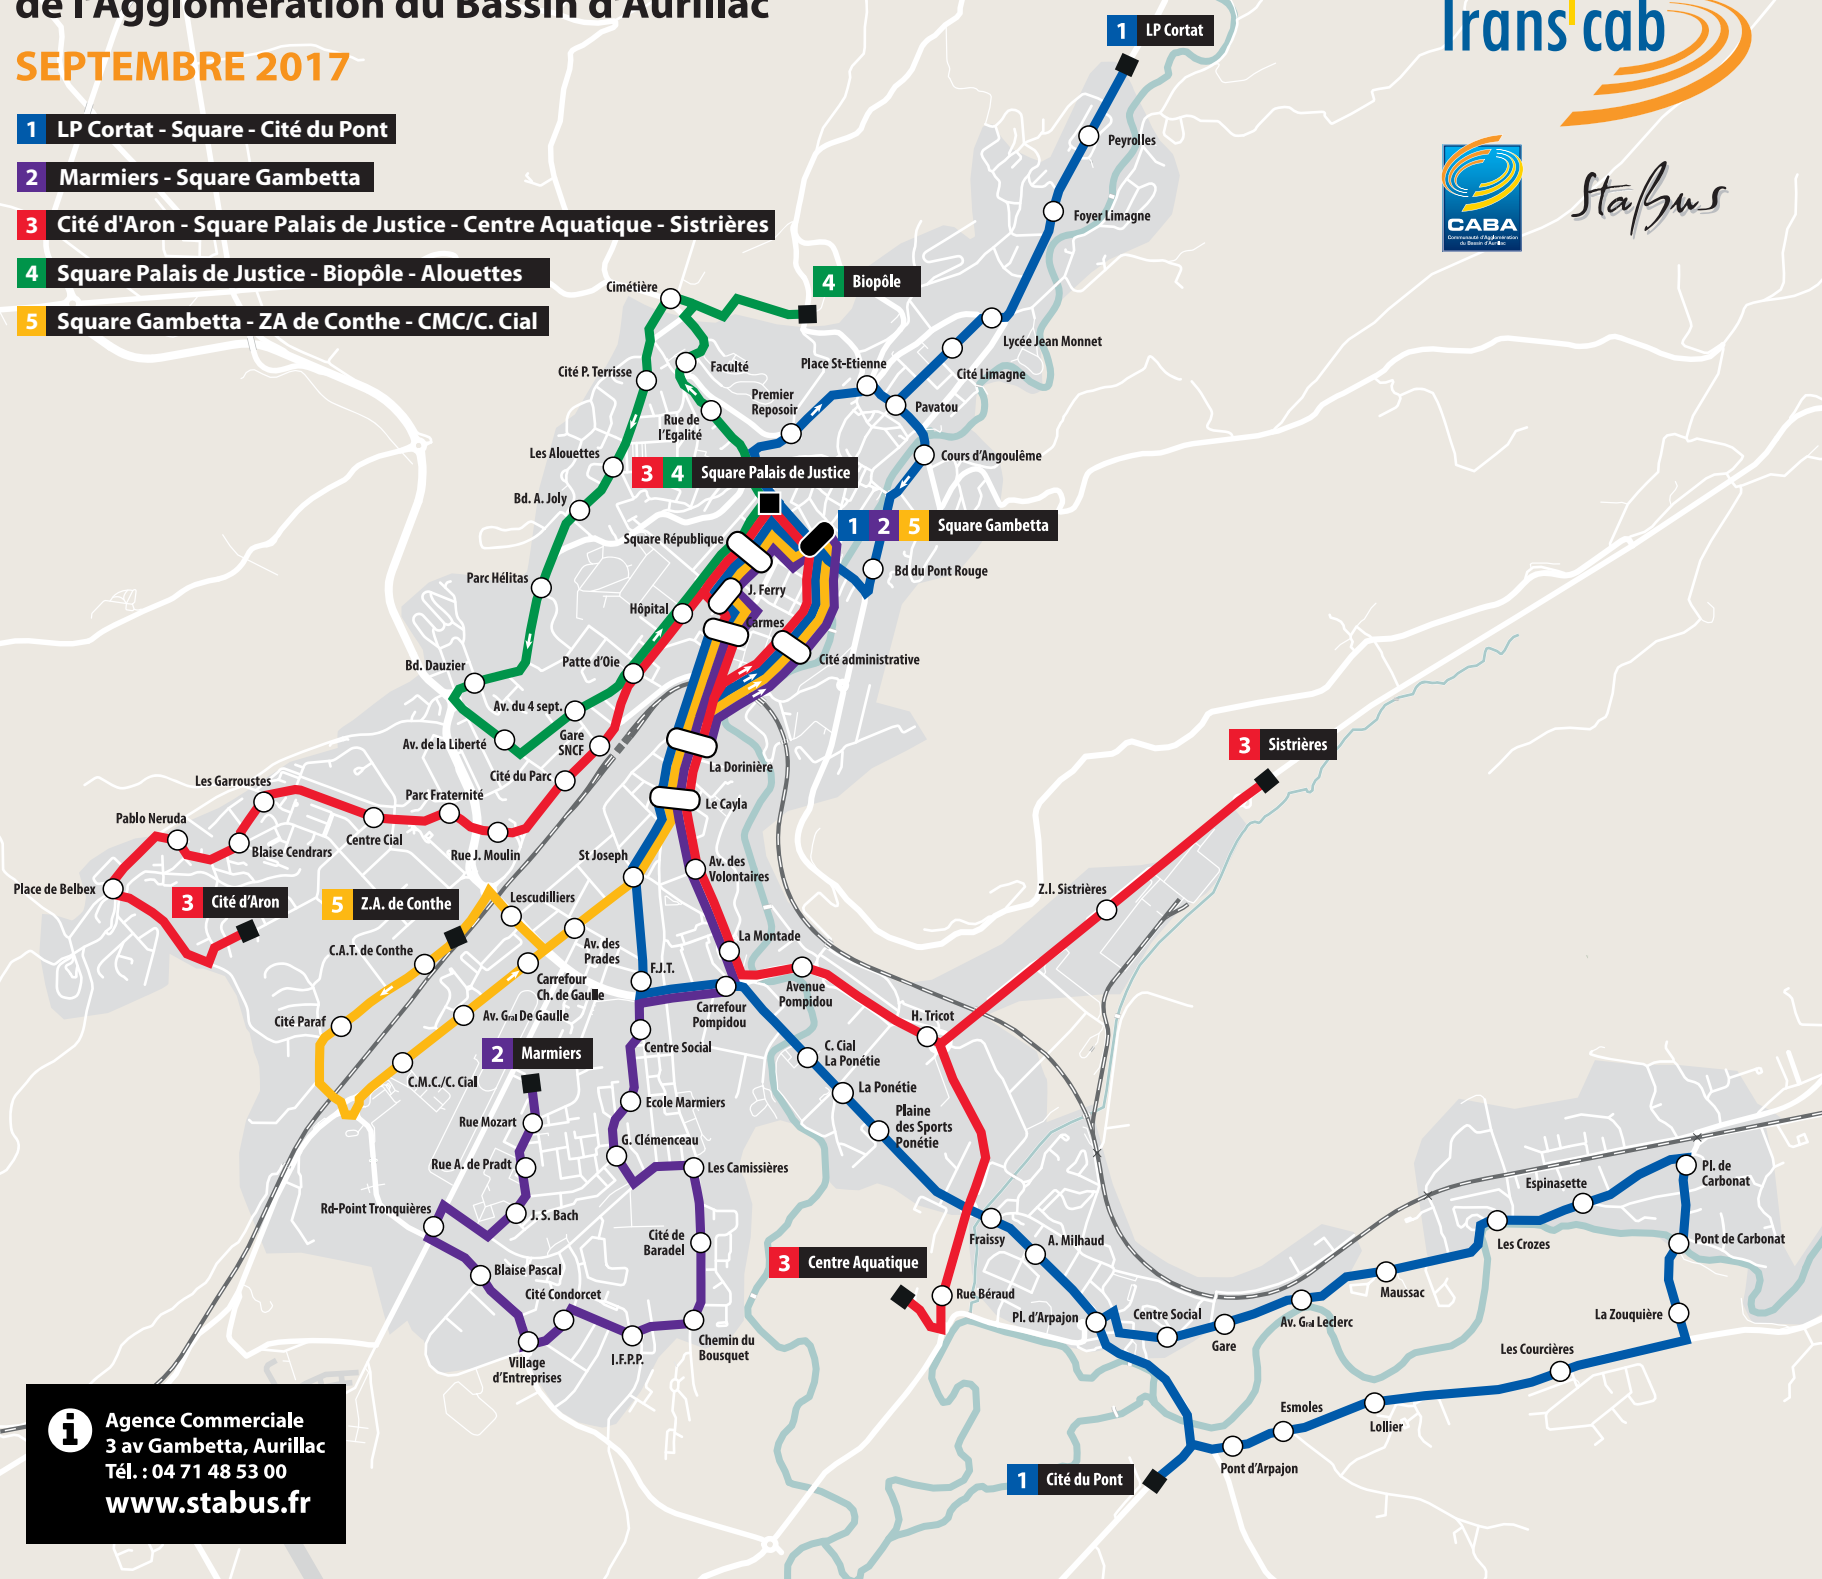 de l'Agglomération du Bassin d'Aurillac
SEPTEMBRE 2017
1 LP Cortat - Square - Cité du Pont
2 Marmiers - Square Gambetta
3 Cité d'Aron - Square Palais de Justice - Centre Aquatique - Sistrières
4 Square Palais de Justice - Biopôle - Alouettes
5 Square Gambetta - ZA de Conthe - CMC/C. Cial
Trans'cab
CABA
Communauté d'Agglomération
du Bassin d'Aurillac
StaBus
1 LP Cortat
Peyrolles
Foyer Limagne
Lycée Jean Monnet
Cité Limagne
Pavatou
Place St-Etienne
Premier
Reposoir
Cours d'Angoulême
Bd du Pont Rouge
4 Biopôle
Cimétière
Faculté
Cité P. Terrisse
Rue de
l'Egalité
Les Alouettes
Bd. A. Joly
Parc Hélitas
Bd. Dauzier
Av. de la Liberté
Av. du 4 sept.
Patte d'Oie
Hôpital
Square République
3 4 Square Palais de Justice
1 2 5 Square Gambetta
J. Ferry
Carmes
Cité administrative
La Dorinière
Le Cayla
Gare
SNCF
Cité du Parc
Rue J. Moulin
Parc Fraternité
Centre Cial
Les Garroustes
Blaise Cendrars
Pablo Neruda
Place de Belbex
3 Cité d'Aron
5 Z.A. de Conthe
Lescudilliers
C.A.T. de Conthe
Cité Paraf
C.M.C./C. Cial
Av. Gral De Gaulle
Carrefour
Ch. de Gaulle
Av. des
Prades
St Joseph
Av. des
Volontaires
La Montade
F.J.T.
Carrefour
Pompidou
Avenue
Pompidou
H. Tricot
Z.I. Sistrières
3 Sistrières
2 Marmiers
Rue Mozart
Rue A. de Pradt
J. S. Bach
Rd-Point Tronquières
Blaise Pascal
Village
d'Entreprises
Cité Condorcet
I.F.P.P.
Chemin du
Bousquet
Cité de
Baradel
Les Camissières
G. Clémenceau
Ecole Marmiers
Centre Social
C. Cial
La Ponétie
La Ponétie
Plaine
des Sports
Ponétie
Fraissy
A. Milhaud
3 Centre Aquatique
Rue Béraud
Pl. d'Arpajon
Centre Social
Gare
Av. Gral Leclerc
Maussac
Les Crozes
Espinasette
Pl. de
Carbonat
Pont de Carbonat
La Zouquière
Les Courcières
Lollier
Esmoles
Pont d'Arpajon
1 Cité du Pont
i Agence Commerciale
3 av Gambetta, Aurillac
Tél. : 04 71 48 53 00
www.stabus.fr